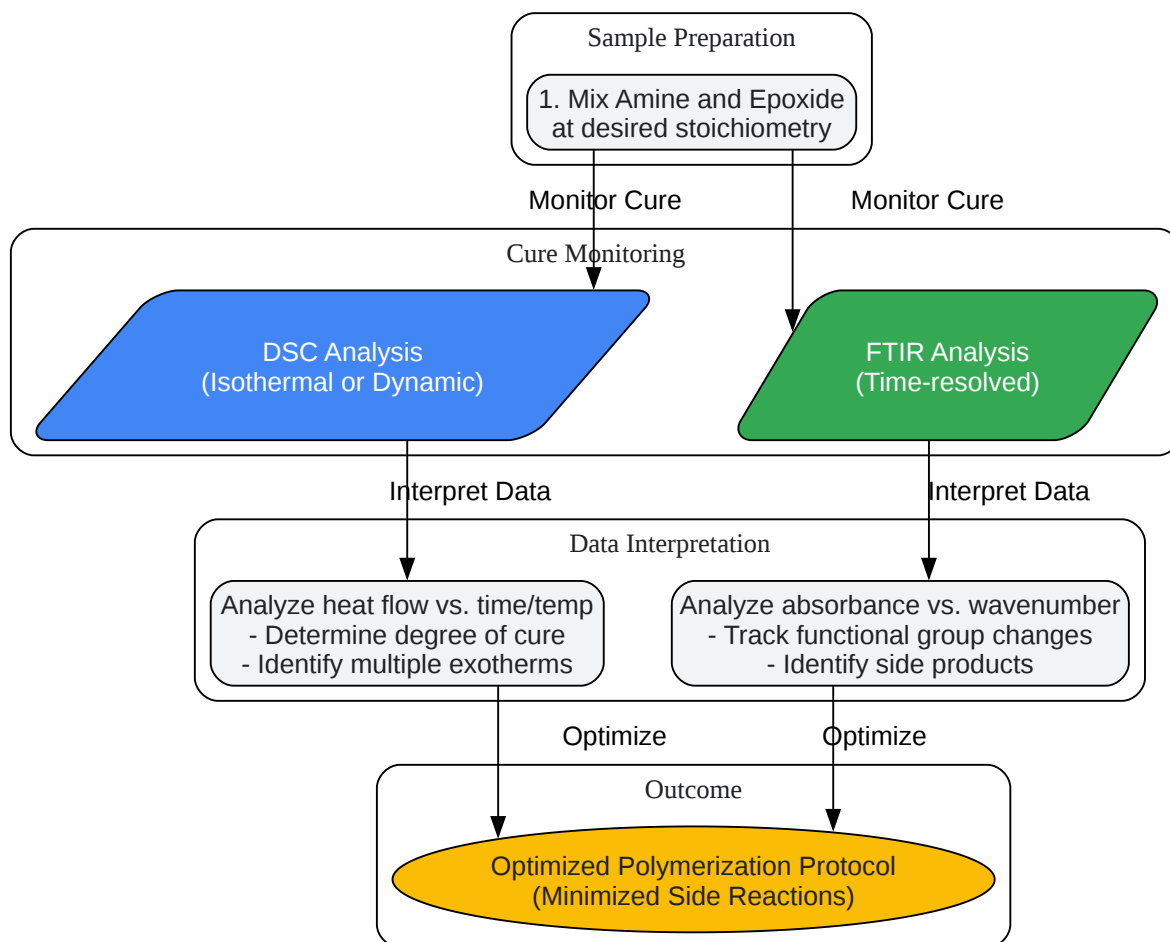 Sample Preparation
1. Mix Amine and Epoxide
at desired stoichiometry
Monitor Cure
Monitor Cure
Cure Monitoring
DSC Analysis
(Isothermal or Dynamic)
FTIR Analysis
(Time-resolved)
Interpret Data
Interpret Data
Data Interpretation
Analyze heat flow vs. time/temp
- Determine degree of cure
- Identify multiple exotherms
Analyze absorbance vs. wavenumber
- Track functional group changes
- Identify side products
Optimize
Optimize
Outcome
Optimized Polymerization Protocol
(Minimized Side Reactions)